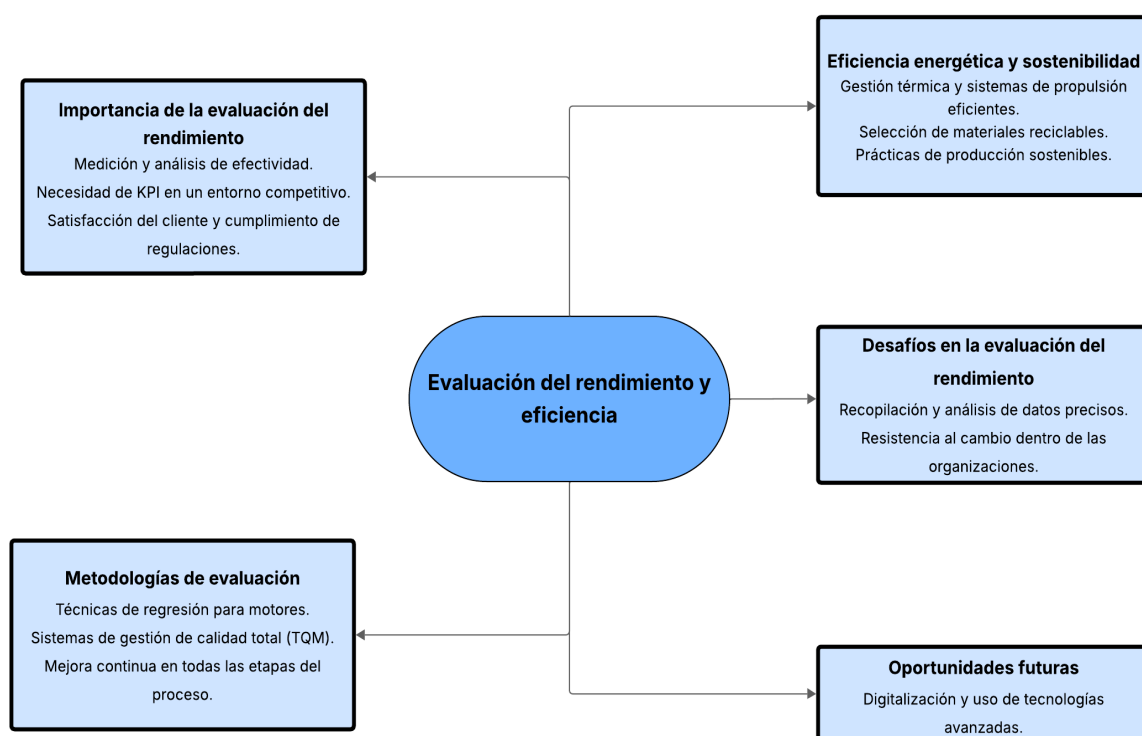 Eficiencia energética y sostenibilidad
Gestión térmica y sistemas de propulsión
eficientes.
Selección de materiales reciclables.
Prácticas de producción sostenibles.
Importancia de la evaluación del
rendimiento
Medición y análisis de efectividad.
Necesidad de KPI en un entorno competitivo.
Satisfacción del cliente y cumplimiento de
regulaciones.
Evaluación del rendimiento y
eficiencia
Desafíos en la evaluación del
rendimiento
Recopilación y análisis de datos precisos.
Resistencia al cambio dentro de las
organizaciones.
Metodologías de evaluación
Técnicas de regresión para motores.
Sistemas de gestión de calidad total (TQM).
Mejora continua en todas las etapas del
proceso.
Oportunidades futuras
Digitalización y uso de tecnologías
avanzadas.